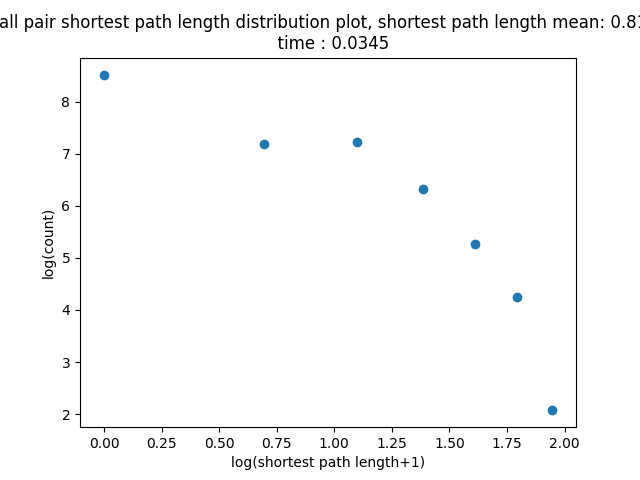 all pair shortest path length distribution plot, shortest path length mean: 0.81
time : 0.0345
8
7
6
5
4
3
2
log(count)
0.00 0.25 0.50 0.75 1.00 1.25 1.50 1.75 2.00
log(shortest path length+1)